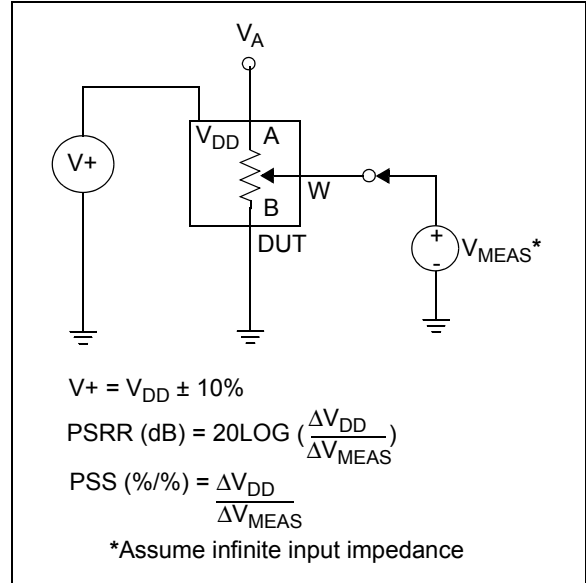 V_A
V_DD A
V+
W
B
DUT
+
-
V_MEAS*
V+ = V_DD ± 10%
PSRR (dB) = 20LOG (ΔV_DD/ΔV_MEAS)
PSS (%/%) = ΔV_DD/ΔV_MEAS
*Assume infinite input impedance